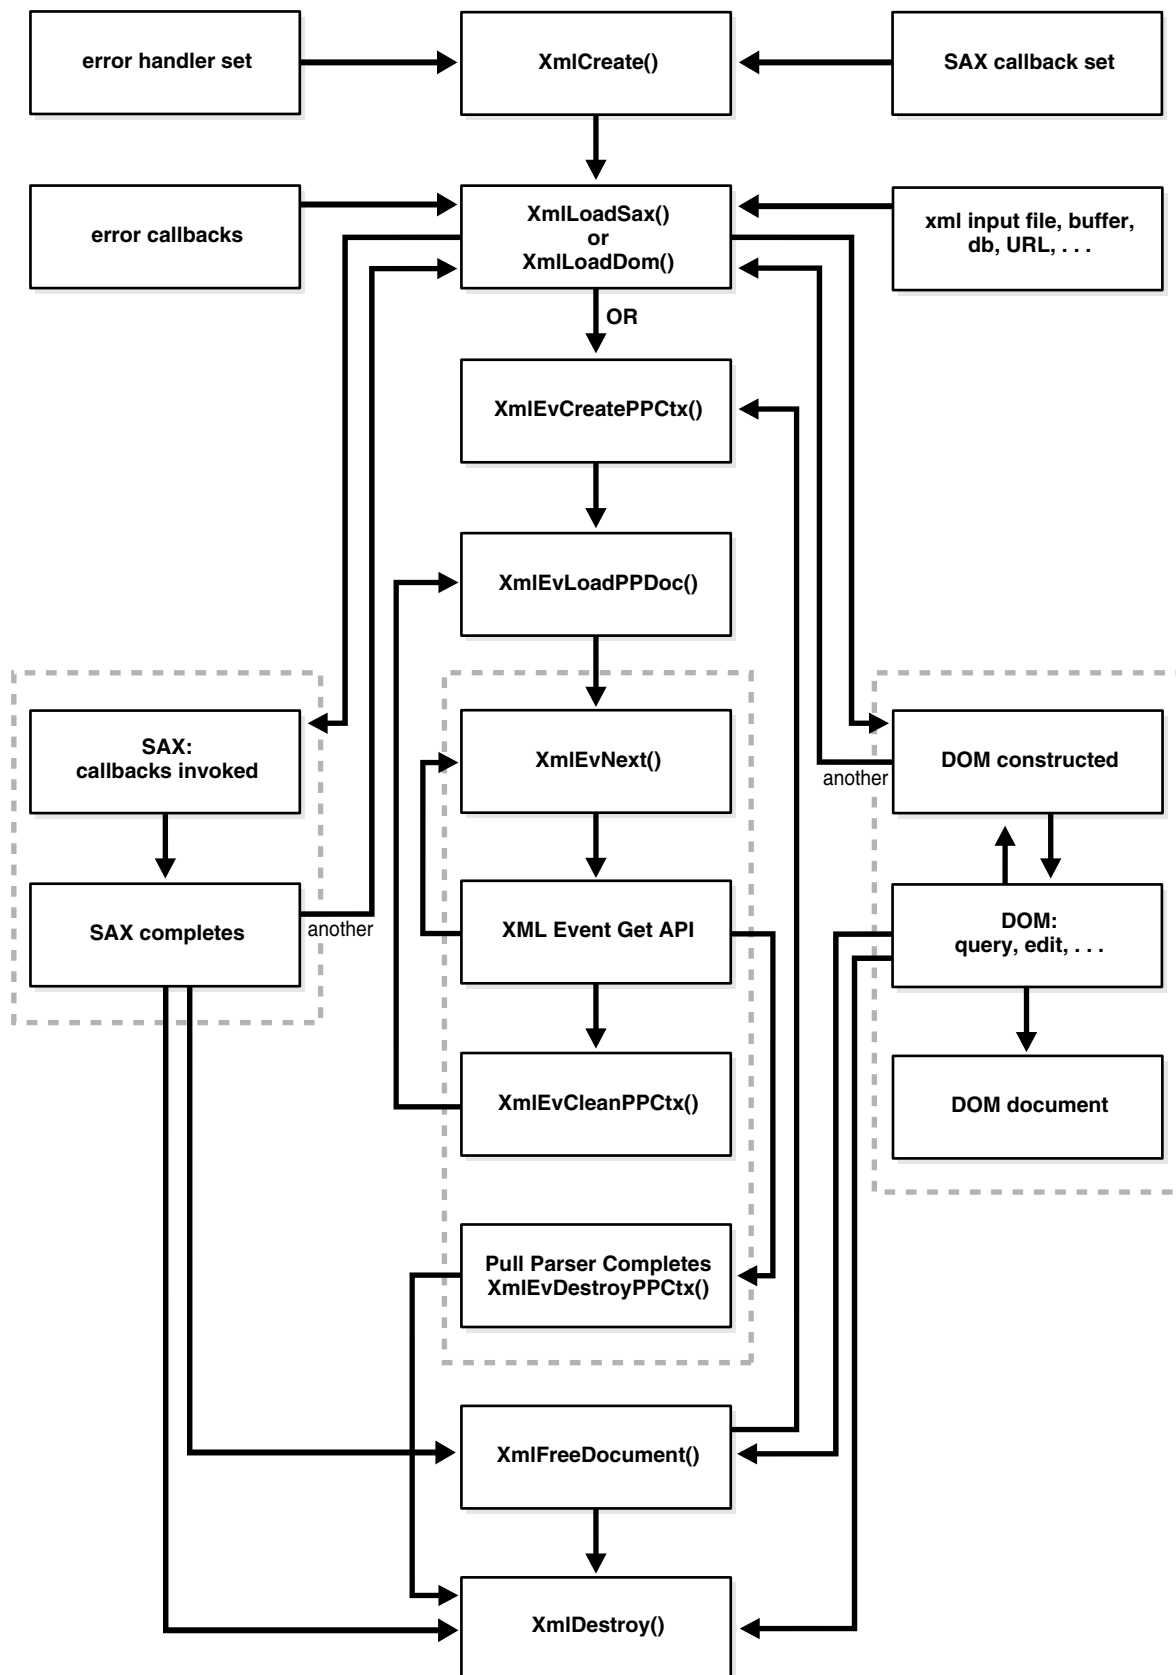 error handler set
XmlCreate()
SAX callback set
error callbacks
XmlLoadSax()
or
XmlLoadDom()
xml input file, buffer,
db, URL, . . .
OR
XmlEvCreatePPCtx()
XmlEvLoadPPDoc()
SAX:
callbacks invoked
XmlEvNext()
another
DOM constructed
SAX completes
another
XML Event Get API
DOM:
query, edit, . . .
XmlEvCleanPPCtx()
DOM document
Pull Parser Completes
XmlEvDestroyPPCtx()
XmlFreeDocument()
XmlDestroy()